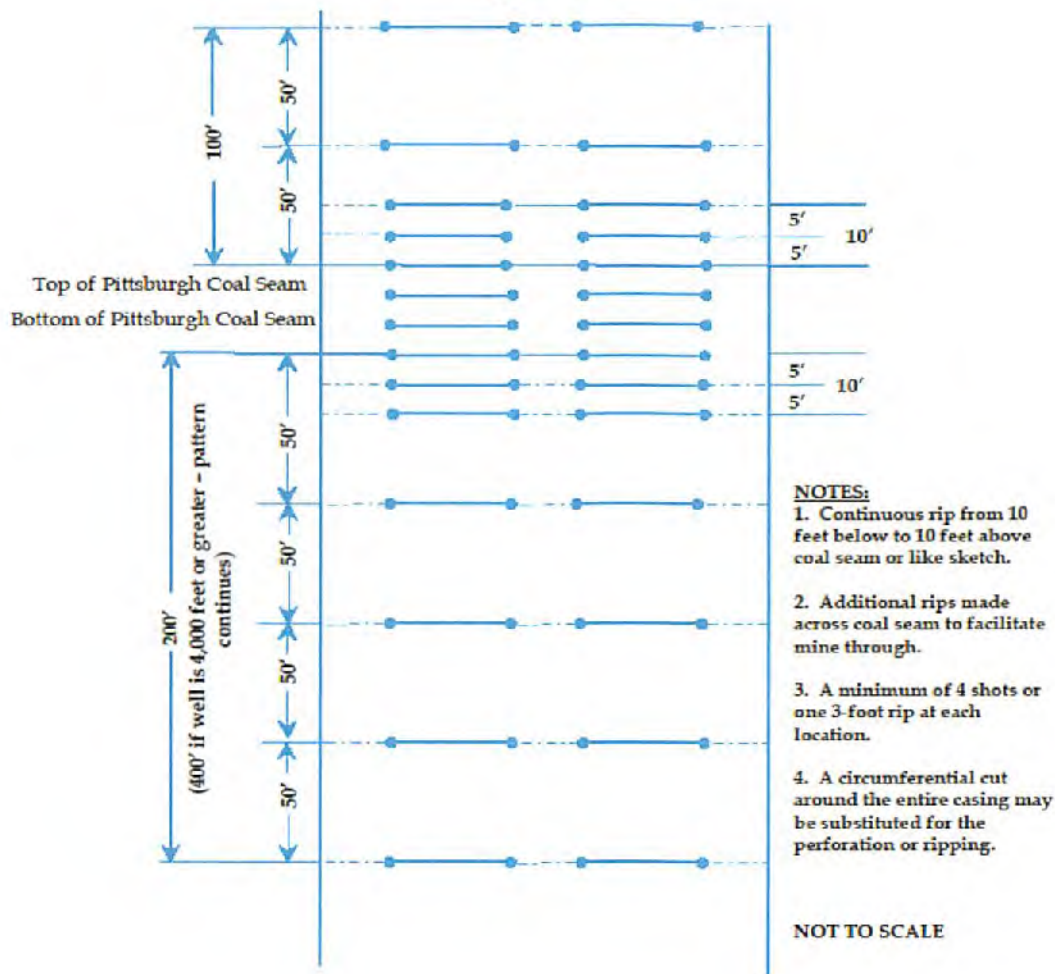 50'
100'
50'
5'
10'
5'
Top of Pittsburgh Coal Seam
Bottom of Pittsburgh Coal Seam
5'
10'
5'
50'
200'
(400' if well is 4,000 feet or greater – pattern
continues)
50'
50'
50'
NOTES:
1. Continuous rip from 10
feet below to 10 feet above
coal seam or like sketch.
2. Additional rips made
across coal seam to facilitate
mine through.
3. A minimum of 4 shots or
one 3-foot rip at each
location.
4. A circumferential cut
around the entire casing may
be substituted for the
perforation or ripping.
NOT TO SCALE